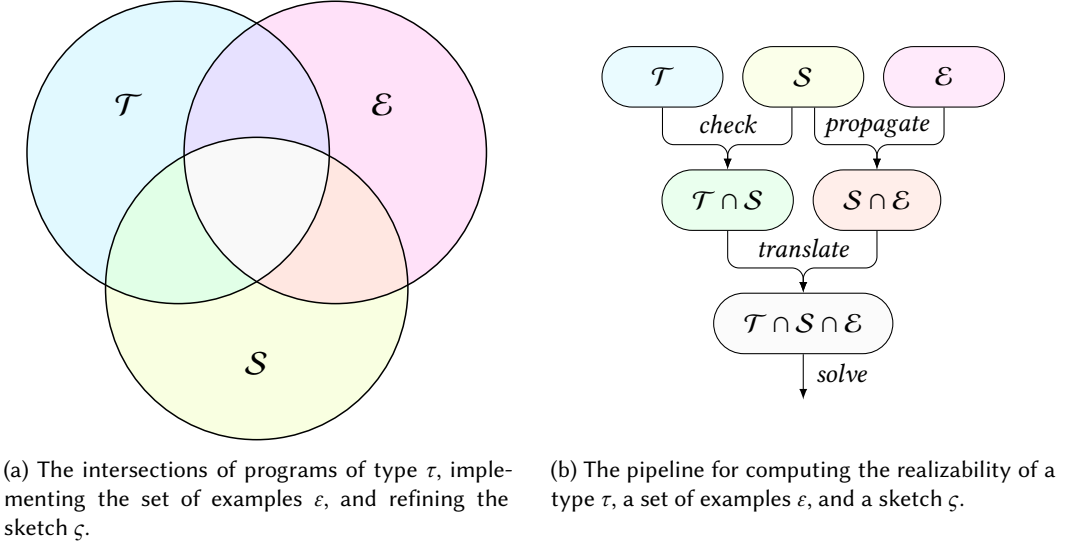 𝒯
ℰ
𝒮
𝒯 𝒮 ℰ
check propagate
𝒯 ∩ 𝒮 𝒮 ∩ ℰ
translate
𝒯 ∩ 𝒮 ∩ ℰ
solve
(a) The intersections of programs of type τ, imple-
menting the set of examples ε, and refining the
sketch ς.
(b) The pipeline for computing the realizability of a
type τ, a set of examples ε, and a sketch ς.